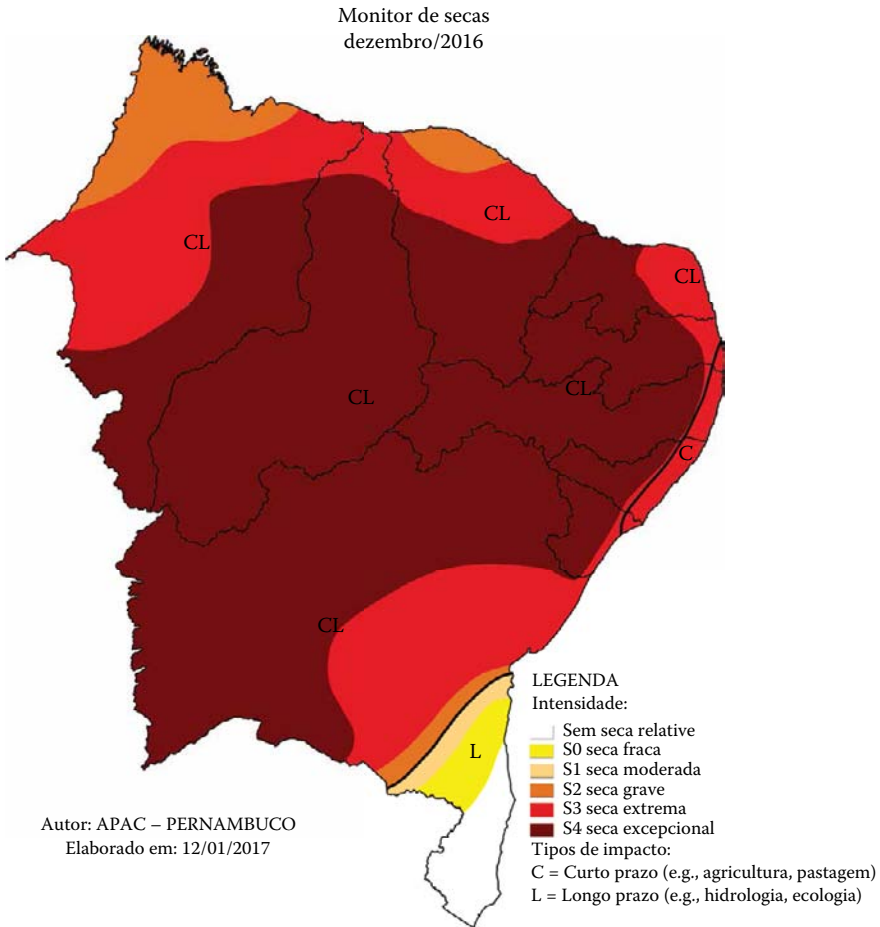 Monitor de secas
dezembro/2016
CL
CL
CL
CL
CL
C
CL
L
LEGENDA
Intensidade:
Sem seca relative
S0 seca fraca
S1 seca moderada
S2 seca grave
S3 seca extrema
S4 seca excepcional
Tipos de impacto:
C = Curto prazo (e.g., agricultura, pastagem)
L = Longo prazo (e.g., hidrologia, ecologia)
Autor: APAC – PERNAMBUCO
Elaborado em: 12/01/2017